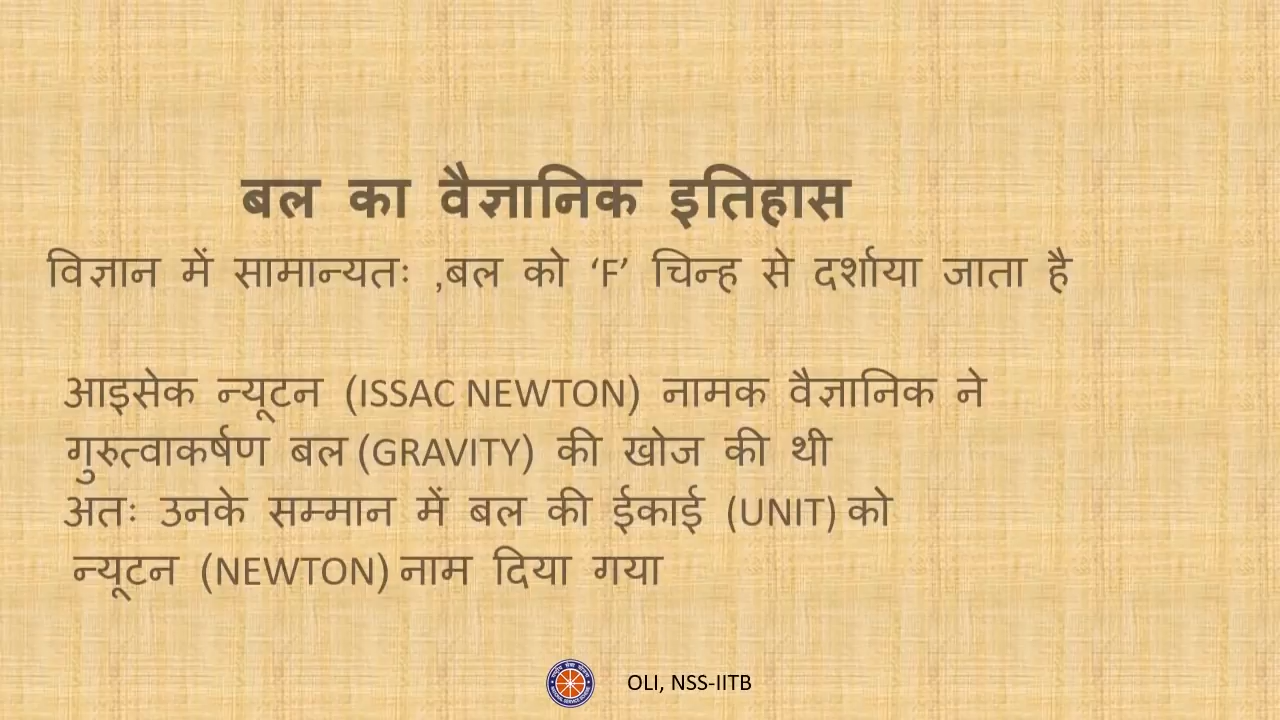 बल का वैज्ञानिक इतिहास
विज्ञान में सामान्यतः ,बल को ‘F’ चिन्ह से दर्शाया जाता है
आइसेक न्यूटन (ISSAC NEWTON) नामक वैज्ञानिक ने
गुरुत्वाकर्षण बल (GRAVITY) की खोज की थी
अतः उनके सम्मान में बल की ईकाई (UNIT) को
न्यूटन (NEWTON) नाम दिया गया
OLI, NSS-IITB